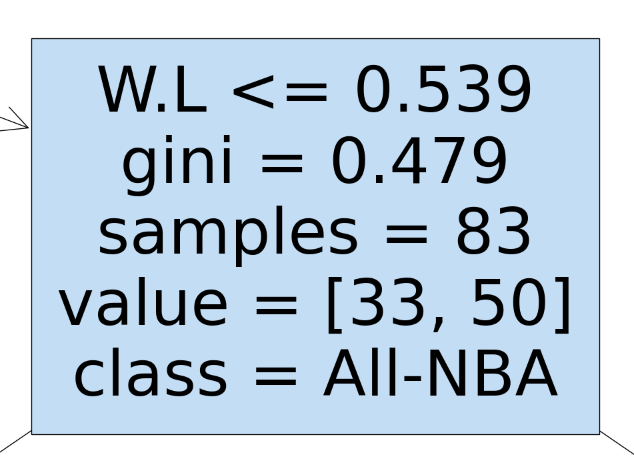 W.L <= 0.539
gini = 0.479
samples = 83
value = [33, 50]
class = All-NBA